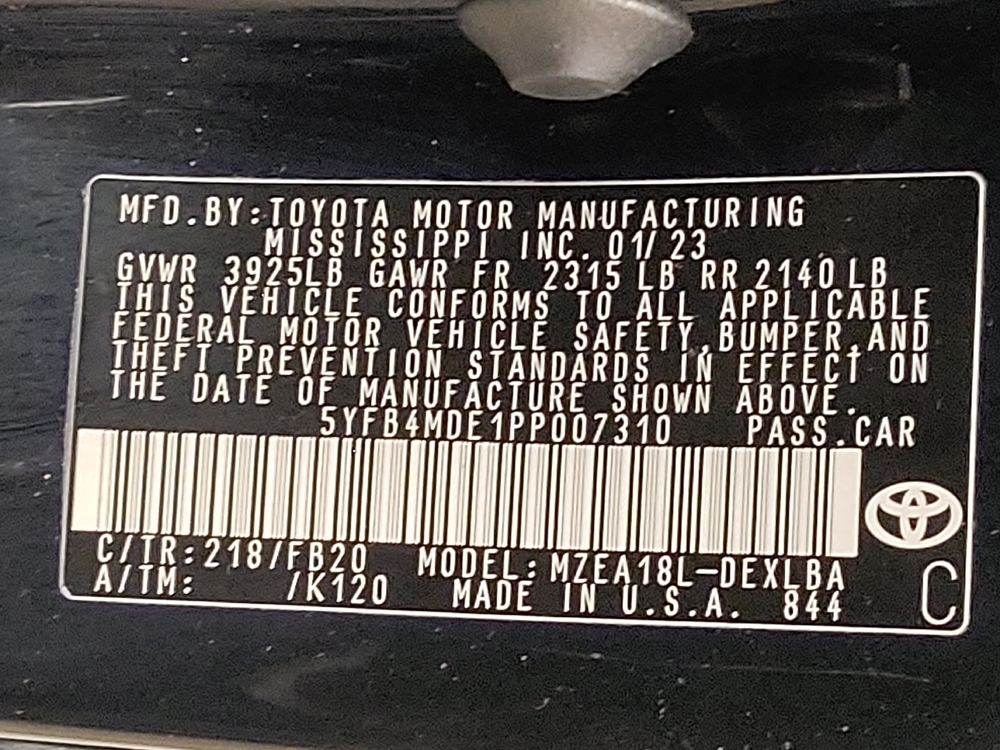 MFD.BY:TOYOTA MOTOR MANUFACTURING
MISSISSIPPI INC. 01/23
GVWR 3925LB GAWR FR 2315 LB RR 2140 LB
THIS VEHICLE CONFORMS TO ALL APPLICABLE
FEDERAL MOTOR VEHICLE SAFETY,BUMPER,AND
THEFT PREVENTION STANDARDS IN EFFECT ON
THE DATE OF MANUFACTURE SHOWN ABOVE.
5YFB4MDE1PP007310 PASS.CAR
C/TR:218/FB20 MODEL:MZEA18L-DEXLBA
A/TM: /K120 MADE IN U.S.A. 844 C